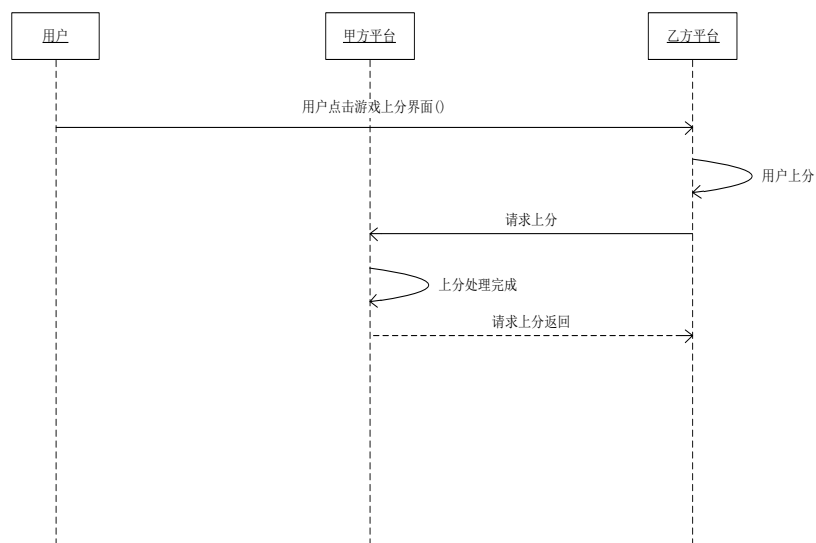 用户
甲方平台
乙方平台
用户点击游戏上分界面()
用户上分
请求上分
上分处理完成
请求上分返回